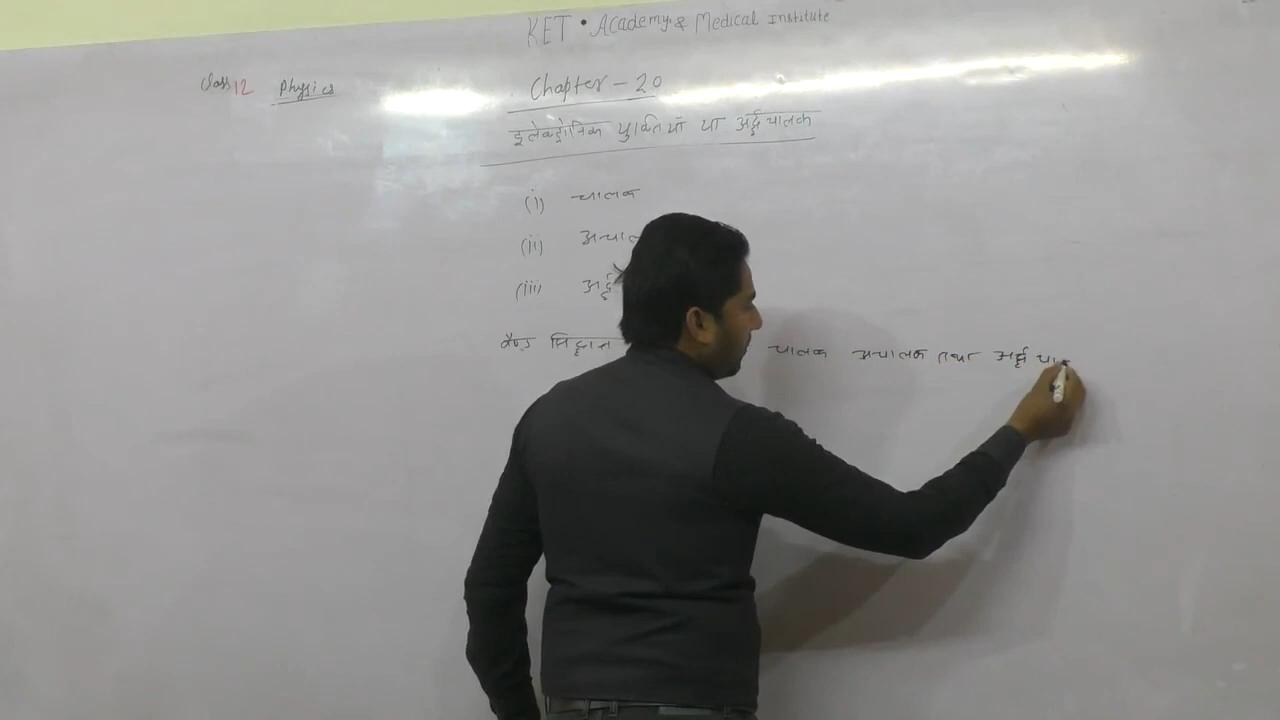 KET • Academy & Medical Institute
Class 12 Physics
Chapter - 20
इलेक्ट्रोनिक युक्तियाँ या अर्द्धचालक
(i) चालक
(ii) अचाल
(iii) अर्द्ध
बैण्ड सिद्धान्त चालक अचालक तथा अर्द्ध चा